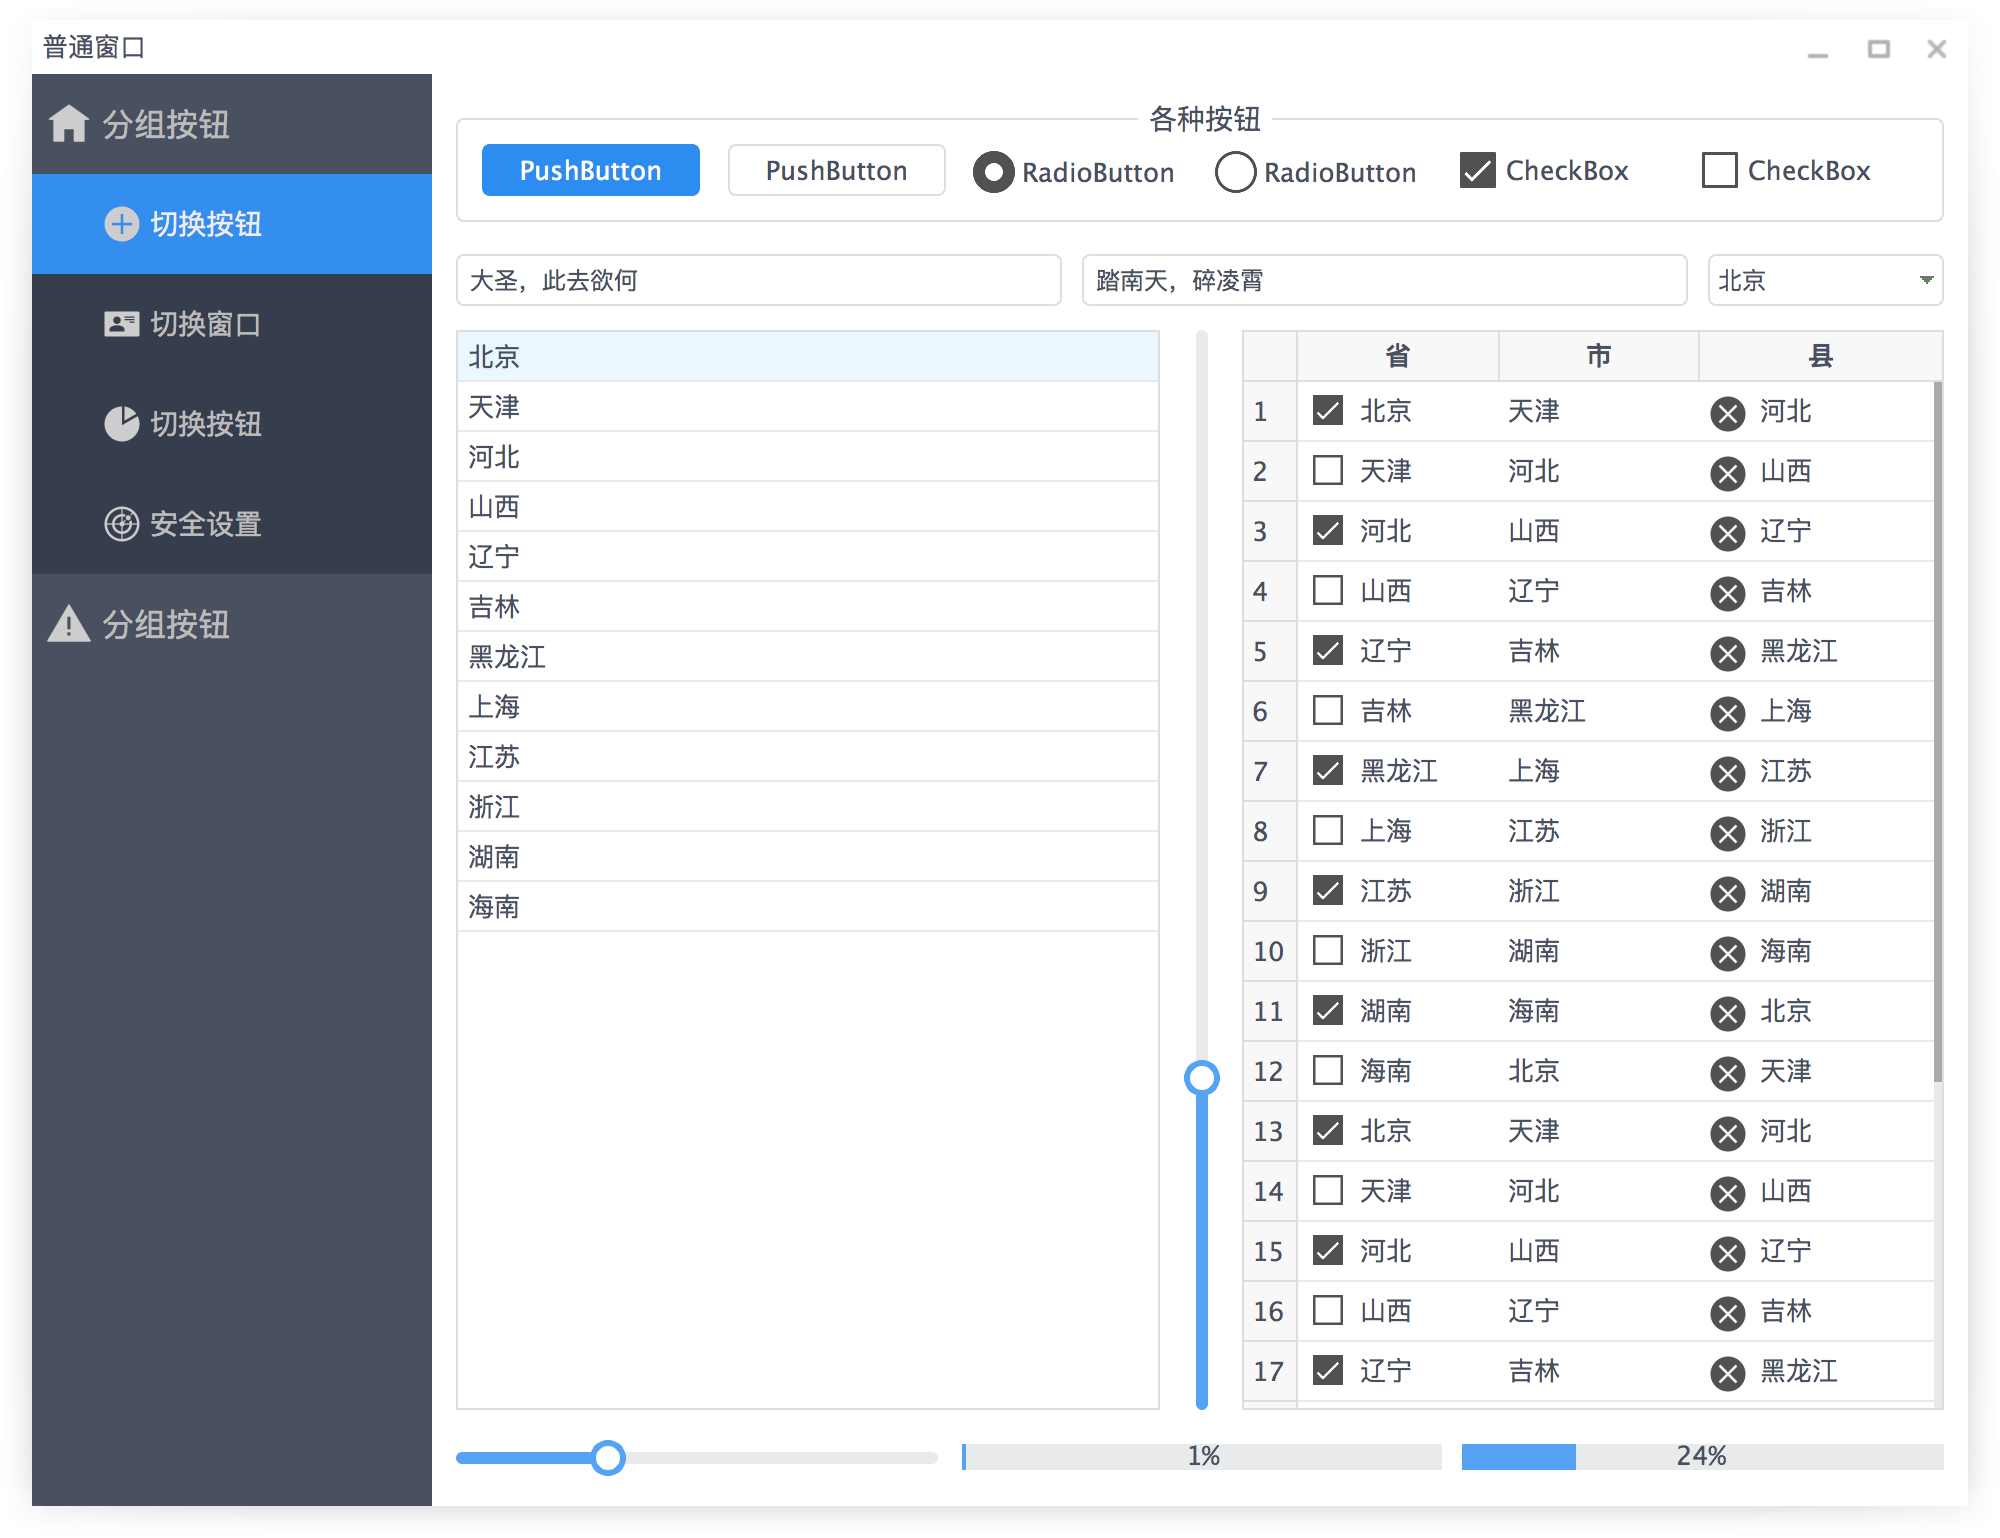 普通窗口
分组按钮
切换按钮
切换窗口
切换按钮
安全设置
分组按钮
各种按钮
PushButton PushButton RadioButton RadioButton CheckBox CheckBox
大圣，此去欲何 踏南天，碎凌霄 北京
北京
天津
河北
山西
辽宁
吉林
黑龙江
上海
江苏
浙江
湖南
海南
省 市 县
1 北京 天津 河北
2 天津 河北 山西
3 河北 山西 辽宁
4 山西 辽宁 吉林
5 辽宁 吉林 黑龙江
6 吉林 黑龙江 上海
7 黑龙江 上海 江苏
8 上海 江苏 浙江
9 江苏 浙江 湖南
10 浙江 湖南 海南
11 湖南 海南 北京
12 海南 北京 天津
13 北京 天津 河北
14 天津 河北 山西
15 河北 山西 辽宁
16 山西 辽宁 吉林
17 辽宁 吉林 黑龙江
1% 24%